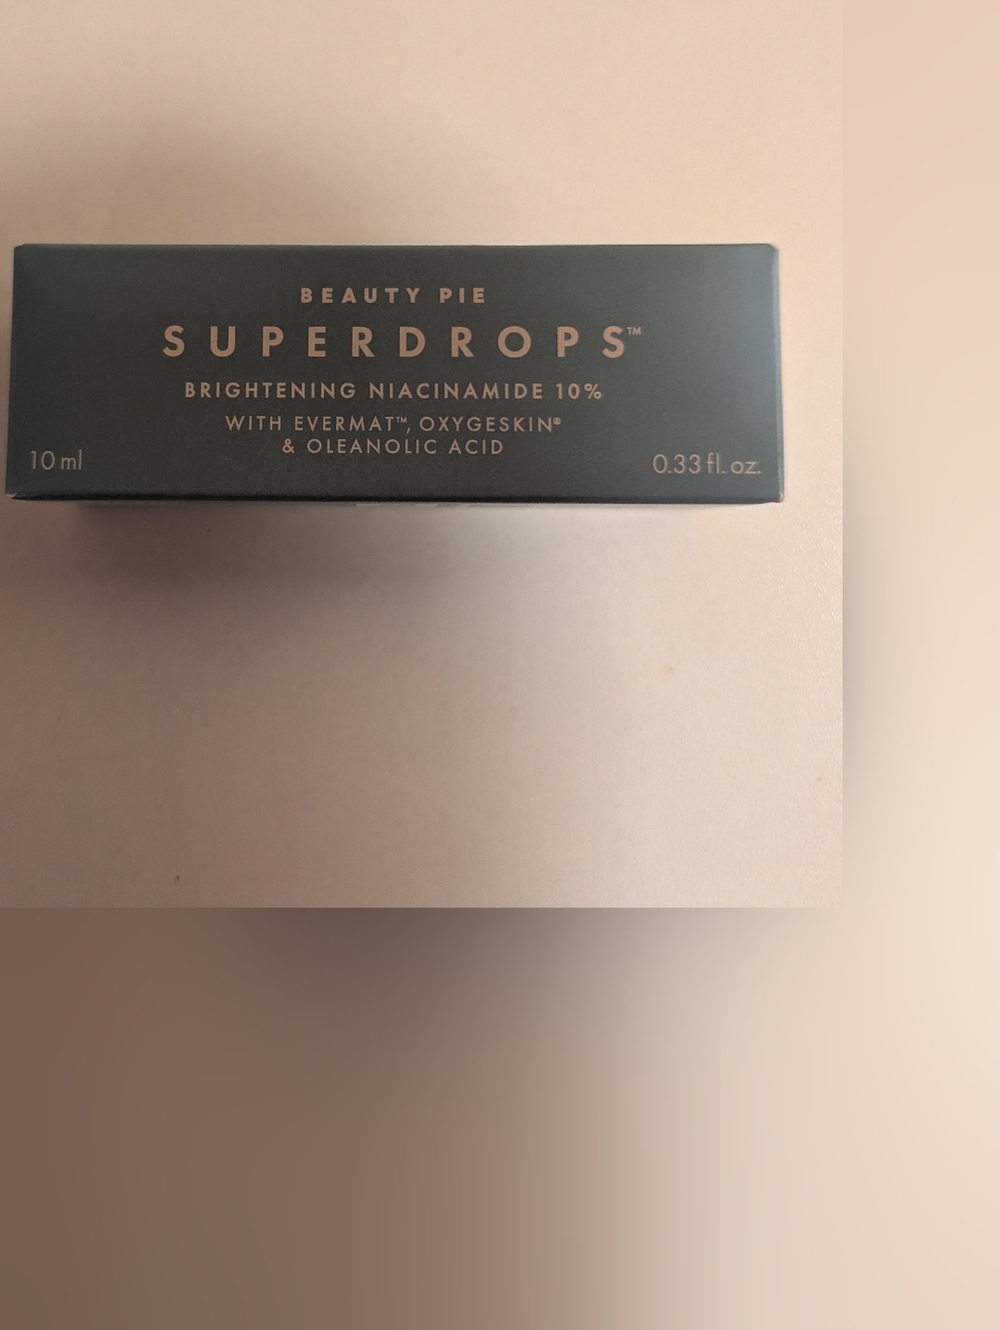 BEAUTY PIE
SUPERDROPS™
BRIGHTENING NIACINAMIDE 10%
WITH EVERMAT™, OXYGESKIN®
& OLEANOLIC ACID
10 ml
0.33 fl. oz.